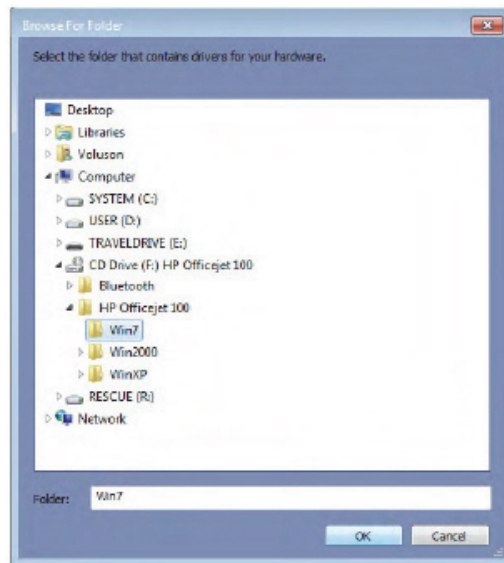 Browse For Folder
Select the folder that contains drivers for your hardware.
Desktop
Libraries
Voluson
Computer
SYSTEM (C:)
USER (D:)
TRAVELDRIVE (E:)
CD Drive (F:) HP Officejet 100
Bluetooth
HP Officejet 100
Win7
Win2000
WinXP
RESCUE (R:)
Network
Folder: Win7
OK Cancel